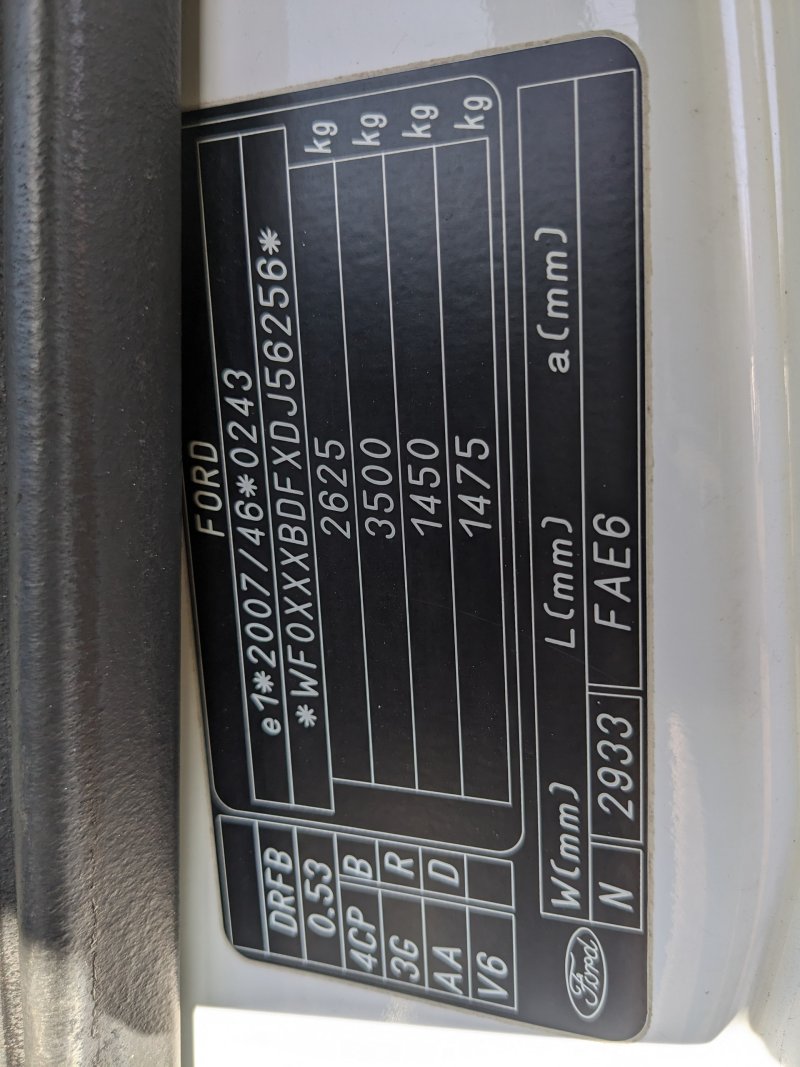 FORD
e1*2007/46*0243
*WF0XXXBDFXDJ56256*
2625 kg
3500 kg
1450 kg
1475 kg
DRFB
0.53
4CP B
3G R
AA D
V6
W(mm) L(mm) a(mm)
N 2933 FAE6
Ford